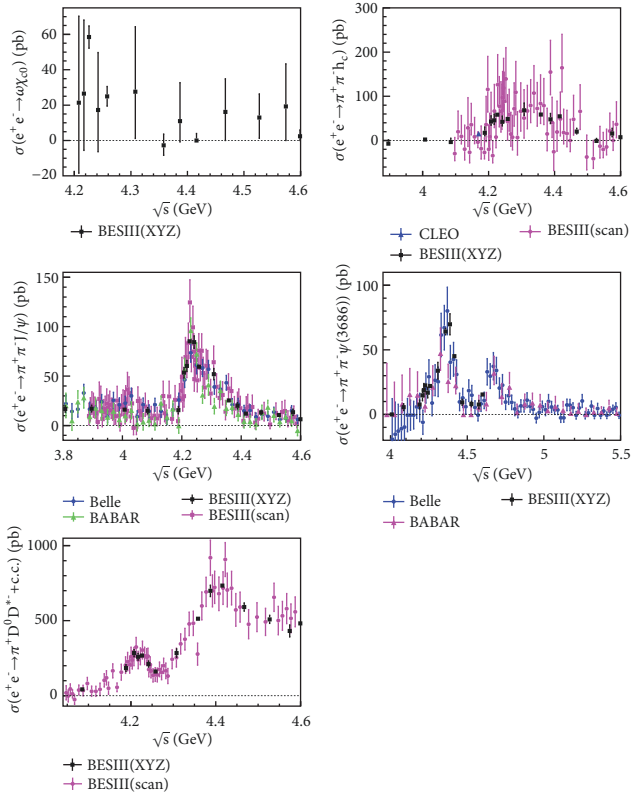 σ(e⁺e⁻→ωχc0) (pb)
80
60
40
20
0
−20
4.2 4.3 4.4 4.5 4.6
√s (GeV)
BESIII(XYZ)
σ(e⁺e⁻→π⁺π⁻hc) (pb)
300
200
100
0
4 4.2 4.4 4.6
√s (GeV)
CLEO BESIII(scan)
BESIII(XYZ)
σ(e⁺e⁻→π⁺π⁻J/ψ) (pb)
150
100
50
0
3.8 4 4.2 4.4 4.6
√s (GeV)
Belle BESIII(XYZ)
BABAR BESIII(scan)
σ(e⁺e⁻→π⁺π⁻ψ(3686)) (pb)
100
50
0
4 4.5 5 5.5
√s (GeV)
Belle BESIII(XYZ)
BABAR
σ(e⁺e⁻→π⁺D⁰D*⁻+c.c.) (pb)
1000
500
0
4.2 4.4 4.6
√s (GeV)
BESIII(XYZ)
BESIII(scan)